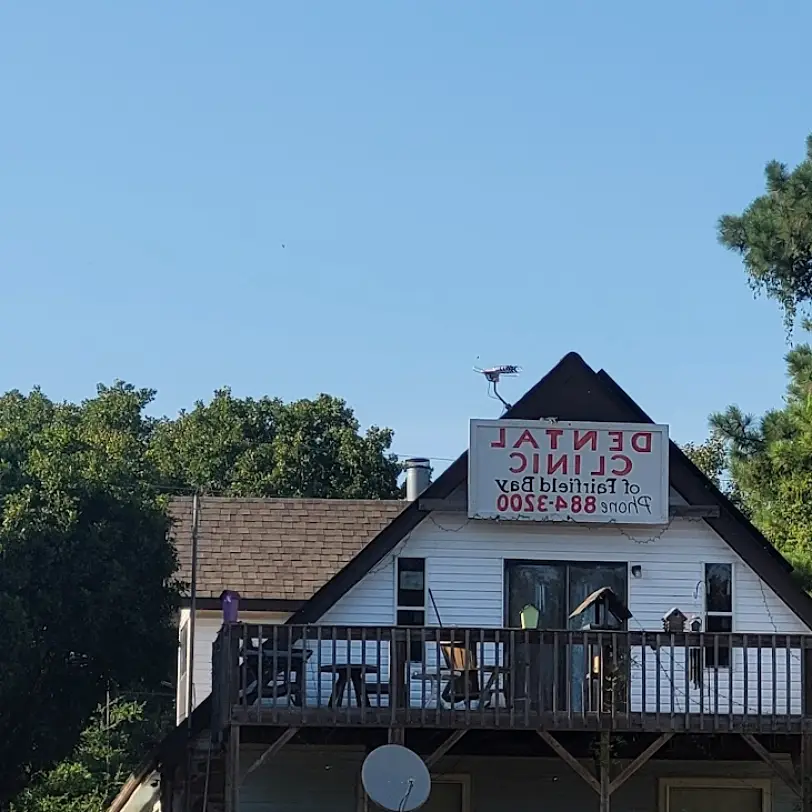 DENTAL
CLINIC
of Fairfield Bay
Phone 884-3200